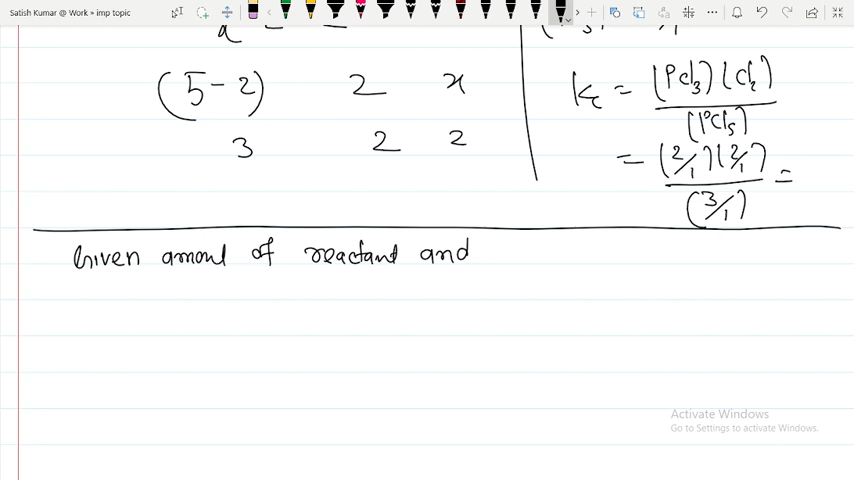 Satish Kumar @ Work » imp topic
(5-2) 2 x
3 2 2
Kc = (PCl3)(Cl2)
(PCl5)
= (2/1)(2/1) =
(3/1)
Given amout of reactant and
Activate Windows
Go to Settings to activate Windows.